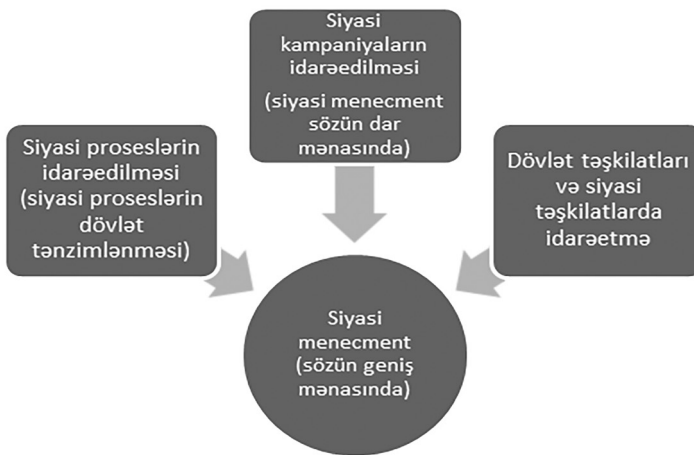 Siyasi
kampaniyaların
idarəedilməsi
(siyasi menecment
sözün dar
mənasında)
Siyasi proseslərin
idarəedilməsi
(siyasi proseslərin
dövlət
tənzimlənməsi)
Dövlət təşkilatları
və siyasi
təşkilatlarda
idarəetmə
Siyasi
menecment
(sözün geniş
mənasında)